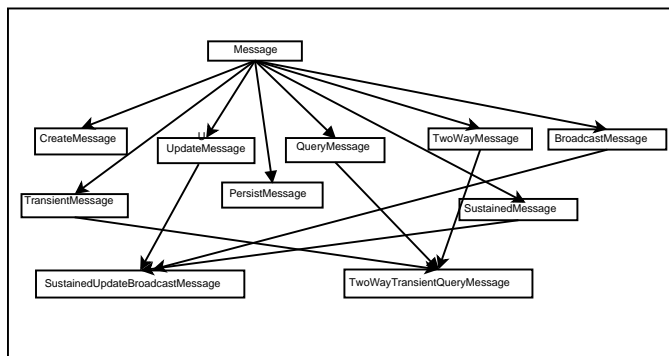 Message
CreateMessage
U
UpdateMessage
QueryMessage
TwoWayMessage
BroadcastMessage
TransientMessage
PersistMessage
SustainedMessage
SustainedUpdateBroadcastMessage
TwoWayTransientQueryMessage